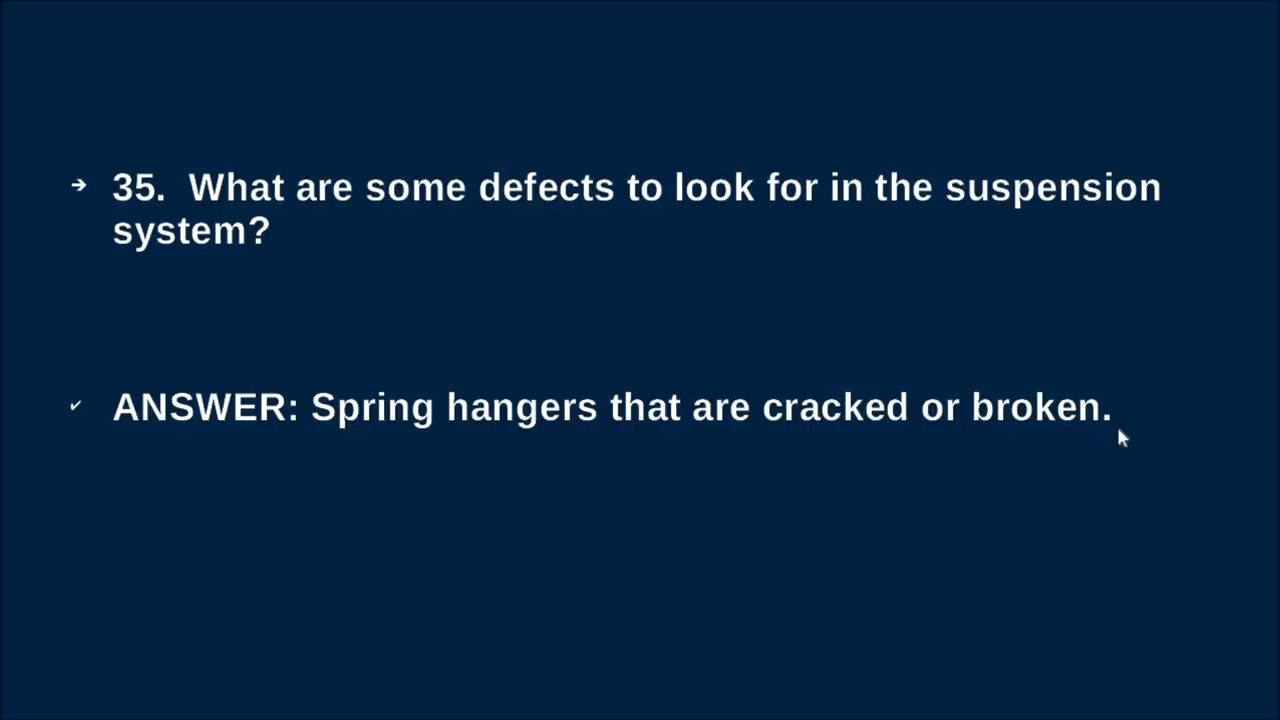 ➔ 35.  What are some defects to look for in the suspension
system?
✓ ANSWER: Spring hangers that are cracked or broken.